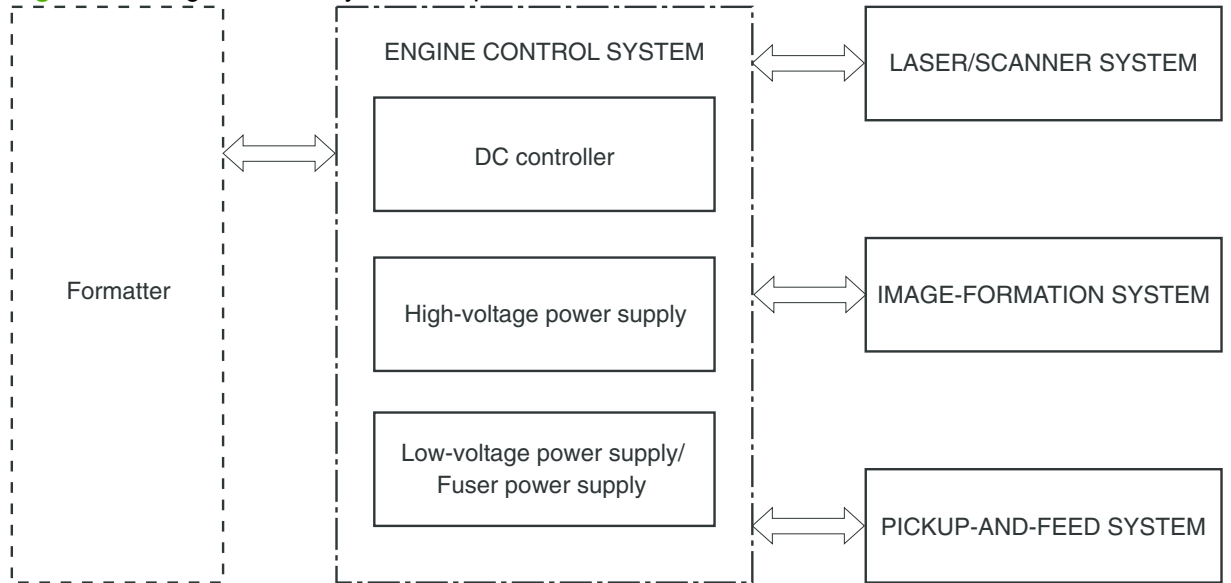 ENGINE CONTROL SYSTEM
LASER/SCANNER SYSTEM
DC controller
Formatter
High-voltage power supply
IMAGE-FORMATION SYSTEM
Low-voltage power supply/
Fuser power supply
PICKUP-AND-FEED SYSTEM